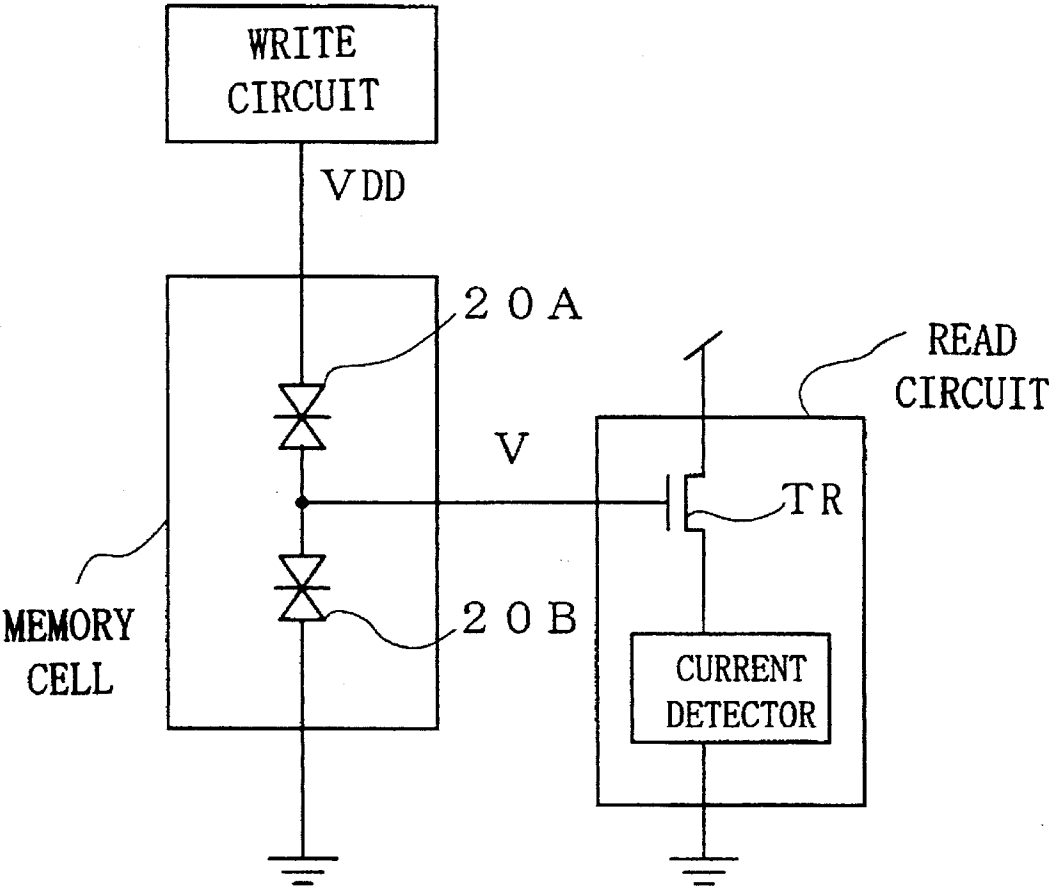 WRITE
CIRCUIT
VDD
20A
READ
CIRCUIT
V
TR
20B
MEMORY
CELL
CURRENT
DETECTOR